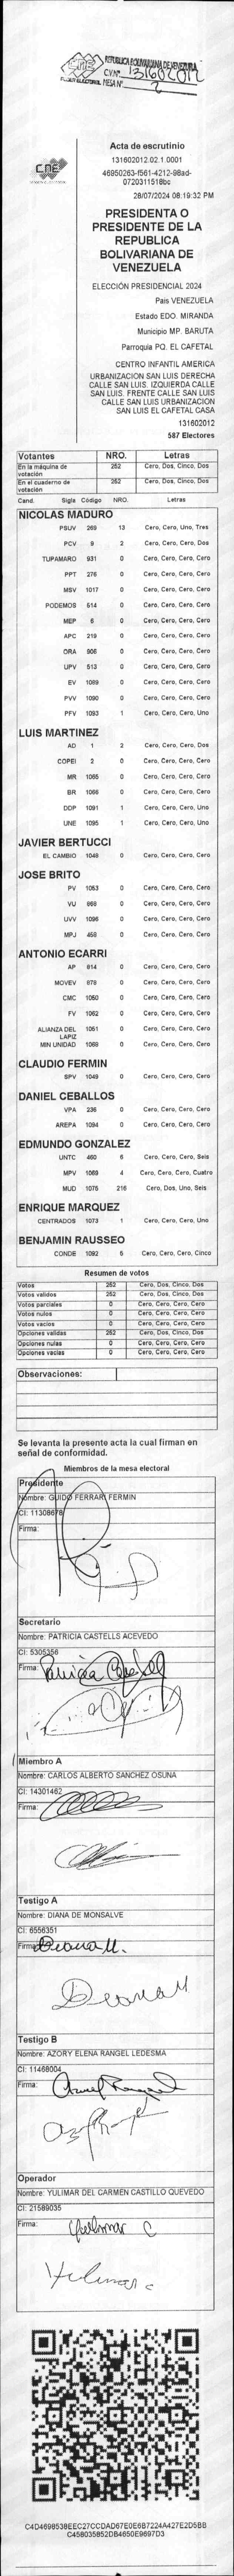 CNE
REPUBLICA BOLIVARIANA DE VENEZUELA
C.V.Nº 131602012
MESA Nº 2
CNE
Acta de escrutinio
131602012.02.1.0001
46950263-f561-4212-98ad-
0720311518bc
28/07/2024 08:19:32 PM
PRESIDENTA O
PRESIDENTE DE LA
REPUBLICA
BOLIVARIANA DE
VENEZUELA
ELECCIÓN PRESIDENCIAL 2024
Pais VENEZUELA
Estado EDO. MIRANDA
Municipio MP. BARUTA
Parroquia PQ. EL CAFETAL
CENTRO INFANTIL AMERICA
URBANIZACION SAN LUIS DERECHA
CALLE SAN LUIS. IZQUIERDA CALLE
SAN LUIS. FRENTE CALLE SAN LUIS
CALLE SAN LUIS URBANIZACION
SAN LUIS EL CAFETAL CASA
131602012
587 Electores
Votantes NRO. Letras
En la máquina de votación 252 Cero, Dos, Cinco, Dos
En el cuaderno de votación 252 Cero, Dos, Cinco, Dos
Cand. Sigla Código NRO. Letras
NICOLAS MADURO
PSUV 269 13 Cero, Cero, Uno, Tres
PCV 9 2 Cero, Cero, Cero, Dos
TUPAMARO 931 0 Cero, Cero, Cero, Cero
PPT 276 0 Cero, Cero, Cero, Cero
MSV 1017 0 Cero, Cero, Cero, Cero
PODEMOS 514 0 Cero, Cero, Cero, Cero
MEP 6 0 Cero, Cero, Cero, Cero
APC 219 0 Cero, Cero, Cero, Cero
ORA 906 0 Cero, Cero, Cero, Cero
UPV 513 0 Cero, Cero, Cero, Cero
EV 1089 0 Cero, Cero, Cero, Cero
PVV 1090 0 Cero, Cero, Cero, Cero
PFV 1093 1 Cero, Cero, Cero, Uno
LUIS MARTINEZ
AD 1 2 Cero, Cero, Cero, Dos
COPEI 2 0 Cero, Cero, Cero, Cero
MR 1065 0 Cero, Cero, Cero, Cero
BR 1066 0 Cero, Cero, Cero, Cero
DDP 1091 1 Cero, Cero, Cero, Uno
UNE 1095 1 Cero, Cero, Cero, Uno
JAVIER BERTUCCI
EL CAMBIO 1048 0 Cero, Cero, Cero, Cero
JOSE BRITO
PV 1053 0 Cero, Cero, Cero, Cero
VU 868 0 Cero, Cero, Cero, Cero
UVV 1096 0 Cero, Cero, Cero, Cero
MPJ 458 0 Cero, Cero, Cero, Cero
ANTONIO ECARRI
AP 814 0 Cero, Cero, Cero, Cero
MOVEV 878 0 Cero, Cero, Cero, Cero
CMC 1050 0 Cero, Cero, Cero, Cero
FV 1062 0 Cero, Cero, Cero, Cero
ALIANZA DEL LAPIZ 1051 0 Cero, Cero, Cero, Cero
MIN UNIDAD 1069 0 Cero, Cero, Cero, Cero
CLAUDIO FERMIN
SPV 1049 0 Cero, Cero, Cero, Cero
DANIEL CEBALLOS
VPA 236 0 Cero, Cero, Cero, Cero
AREPA 1094 0 Cero, Cero, Cero, Cero
EDMUNDO GONZALEZ
UNTC 460 6 Cero, Cero, Cero, Seis
MPV 1069 4 Cero, Cero, Cero, Cuatro
MUD 1075 216 Cero, Dos, Uno, Seis
ENRIQUE MARQUEZ
CENTRADOS 1073 1 Cero, Cero, Cero, Uno
BENJAMIN RAUSSEO
CONDE 1092 5 Cero, Cero, Cero, Cinco
Resumen de votos
Votos 252 Cero, Dos, Cinco, Dos
Votos validos 252 Cero, Dos, Cinco, Dos
Votos parciales 0 Cero, Cero, Cero, Cero
Votos nulos 0 Cero, Cero, Cero, Cero
Votos vacios 0 Cero, Cero, Cero, Cero
Opciones validas 252 Cero, Dos, Cinco, Dos
Opciones nulas 0 Cero, Cero, Cero, Cero
Opciones vacias 0 Cero, Cero, Cero, Cero
Observaciones:
Se levanta la presente acta la cual firman en
señal de conformidad.
Miembros de la mesa electoral
Presidente
Nombre: GUIDO FERRARI FERMIN
CI: 11308678
Firma:
Secretario
Nombre: PATRICIA CASTELLS ACEVEDO
CI: 5305356
Firma:
Miembro A
Nombre: CARLOS ALBERTO SANCHEZ OSUNA
CI: 14301462
Firma:
Testigo A
Nombre: DIANA DE MONSALVE
CI: 6556351
Firma:
Testigo B
Nombre: AZORY ELENA RANGEL LEDESMA
CI: 11468004
Firma:
Operador
Nombre: YULIMAR DEL CARMEN CASTILLO QUEVEDO
CI: 21589035
Firma: Yulimar C
Yulimar C
C4D4698538EEC27CCDAD67E0E6B7224A427E2D5BB
C458035852DB4650E9697D3